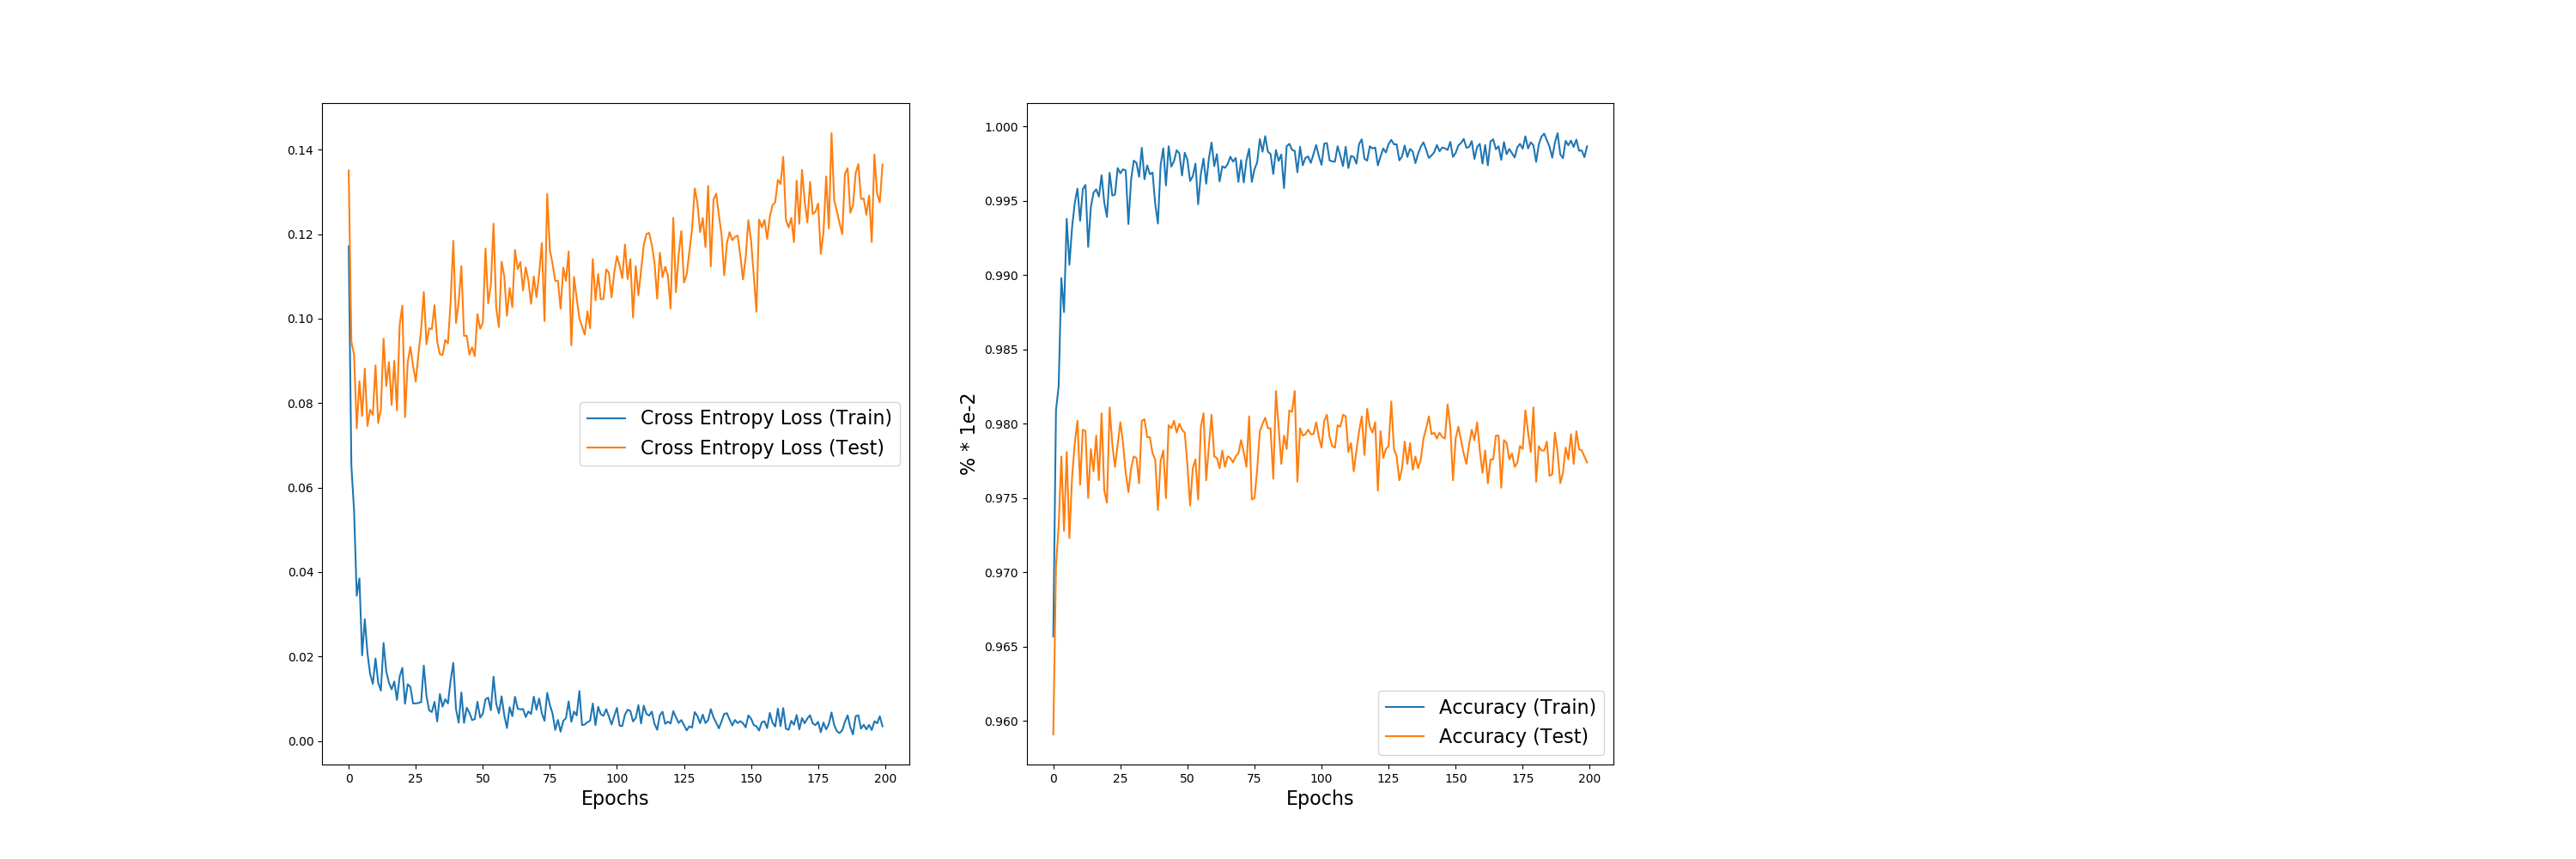 0.14
0.12
0.10
0.08
0.06
0.04
0.02
0.00
0 25 50 75 100 125 150 175 200
Epochs
Cross Entropy Loss (Train)
Cross Entropy Loss (Test)
% * 1e-2
1.000
0.995
0.990
0.985
0.980
0.975
0.970
0.965
0.960
0 25 50 75 100 125 150 175 200
Epochs
Accuracy (Train)
Accuracy (Test)